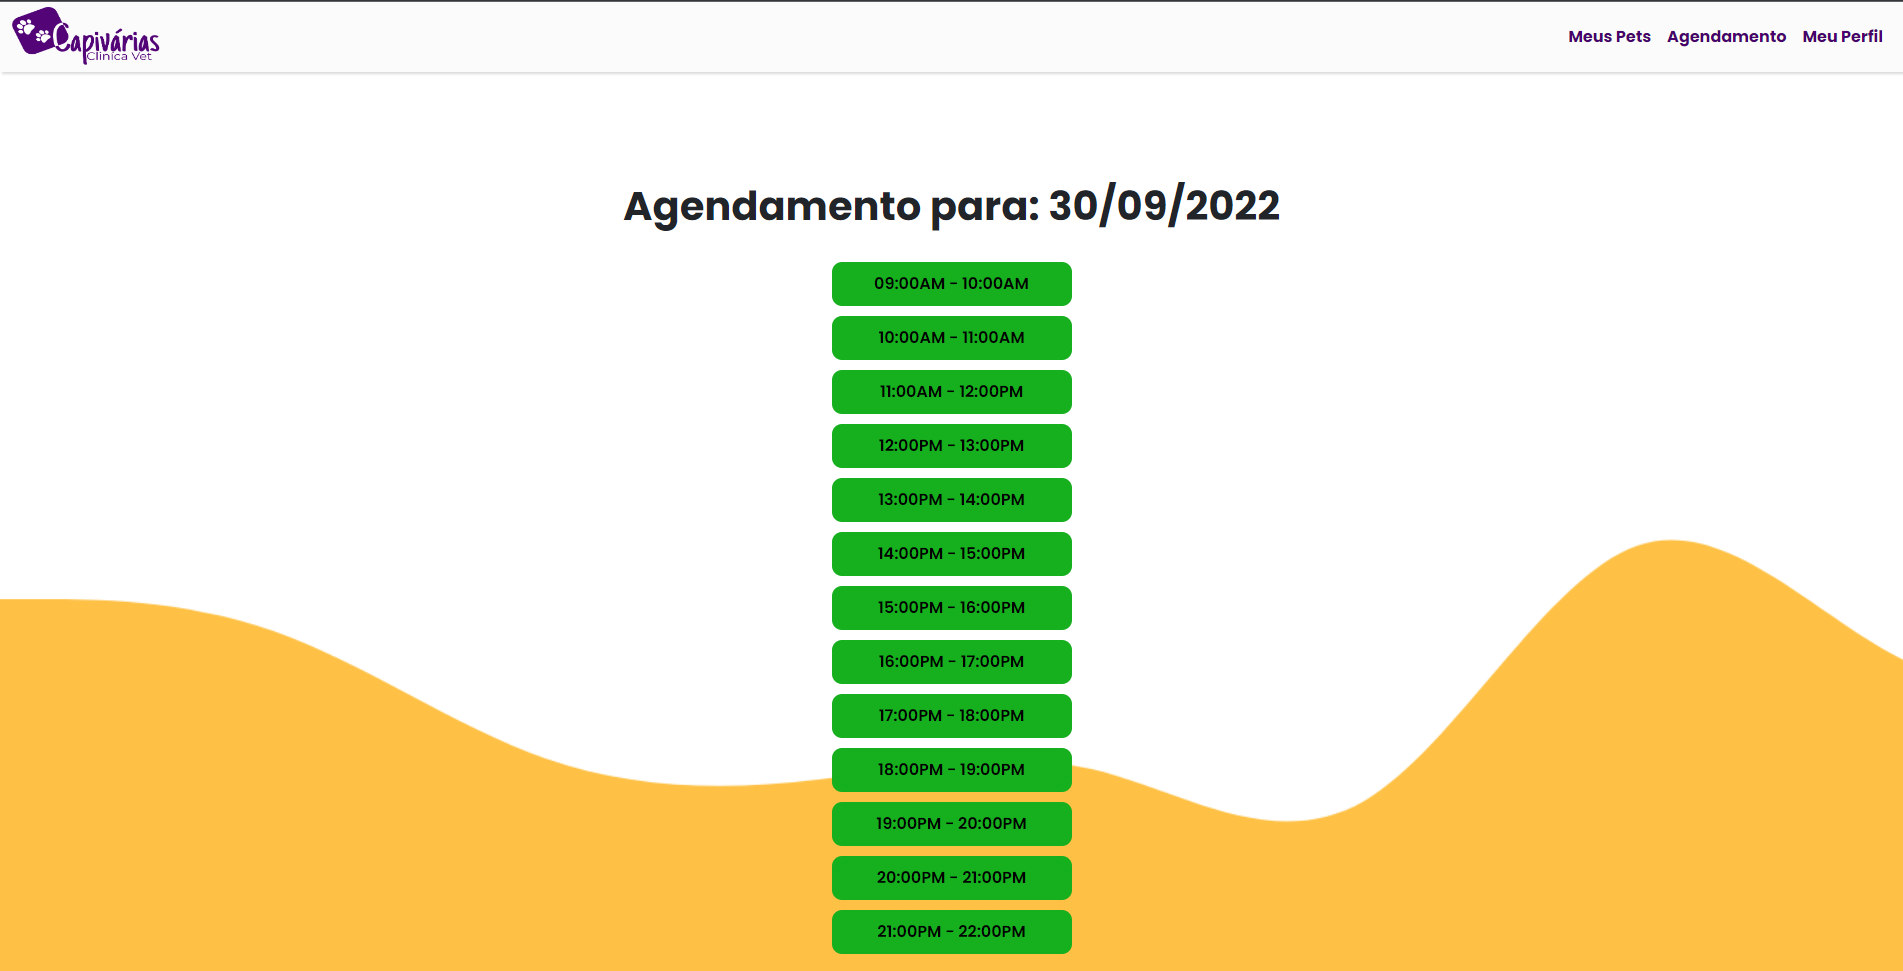 Capivárias
Clinica Vet
Meus Pets Agendamento Meu Perfil
Agendamento para: 30/09/2022
09:00AM - 10:00AM
10:00AM - 11:00AM
11:00AM - 12:00PM
12:00PM - 13:00PM
13:00PM - 14:00PM
14:00PM - 15:00PM
15:00PM - 16:00PM
16:00PM - 17:00PM
17:00PM - 18:00PM
18:00PM - 19:00PM
19:00PM - 20:00PM
20:00PM - 21:00PM
21:00PM - 22:00PM